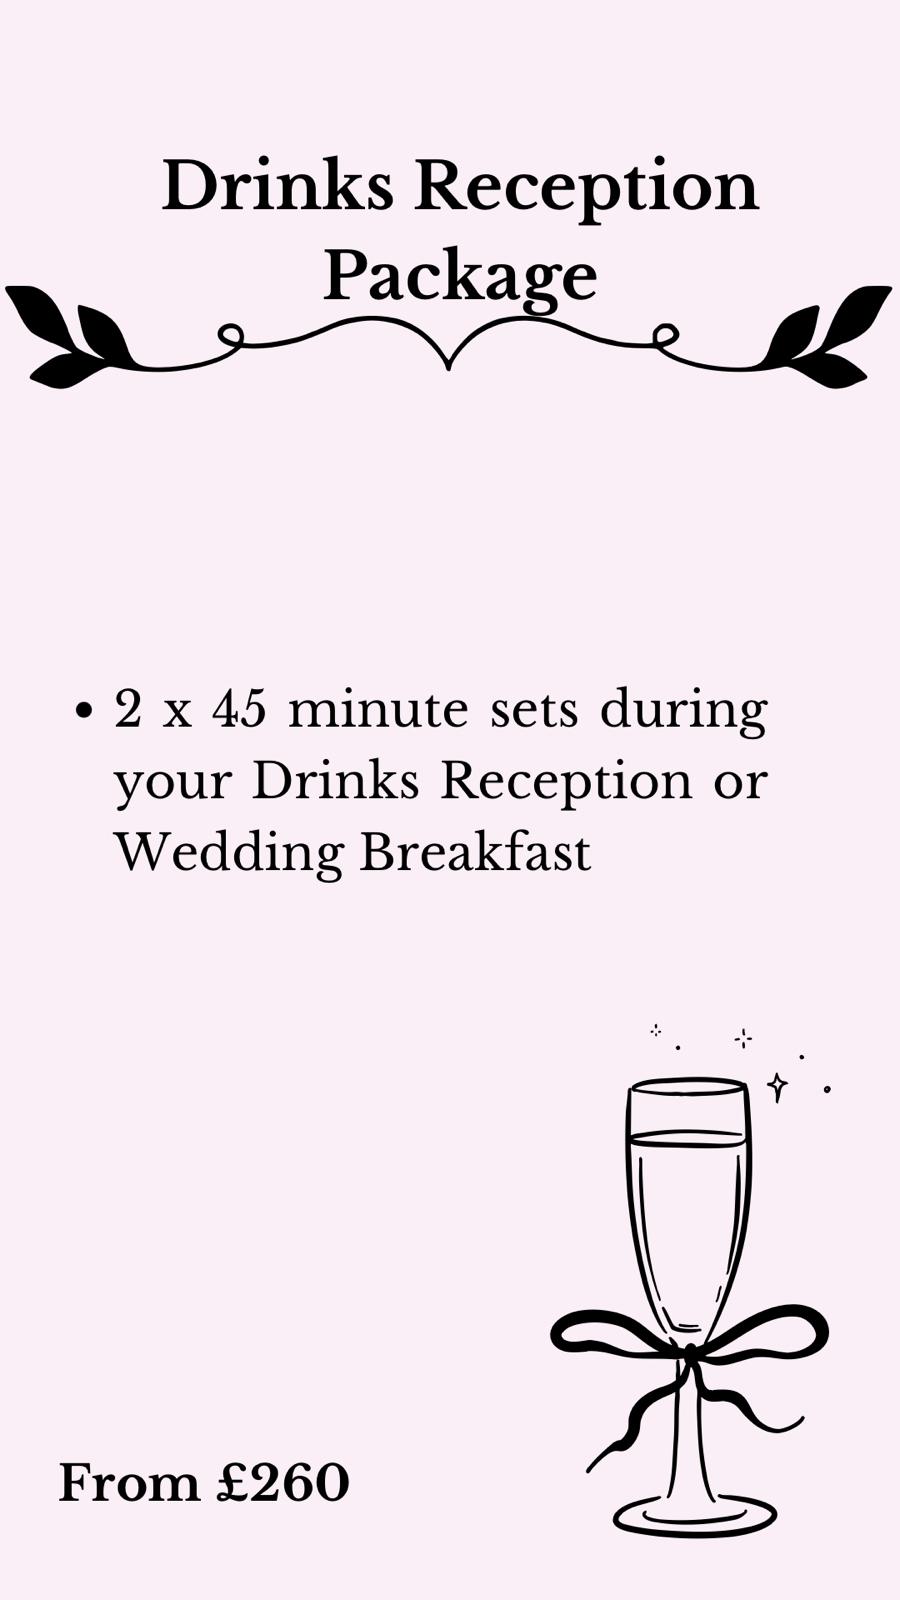 Drinks Reception
Package
• 2 x 45 minute sets during
your Drinks Reception or
Wedding Breakfast
From £260